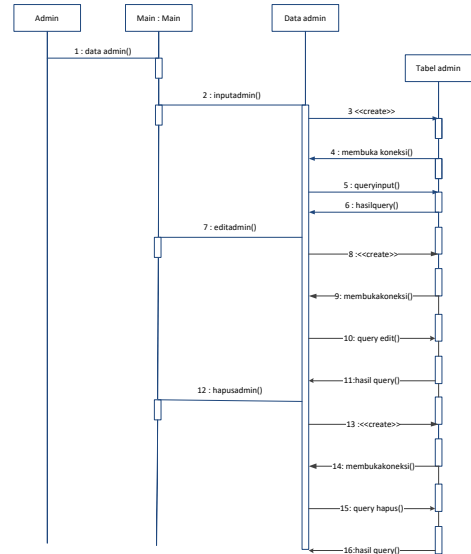 Admin
Main : Main
Data admin
Tabel admin
1 : data admin()
2 : inputadmin()
3 <<create>>
4 : membuka koneksi()
5 : queryinput()
6 : hasilquery()
7 : editadmin()
8 :<<create>>
9: membukakoneksi()
10: query edit()
11:hasil query()
12 : hapusadmin()
13 :<<create>>
14: membukakoneksi()
15: query hapus()
16:hasil query()